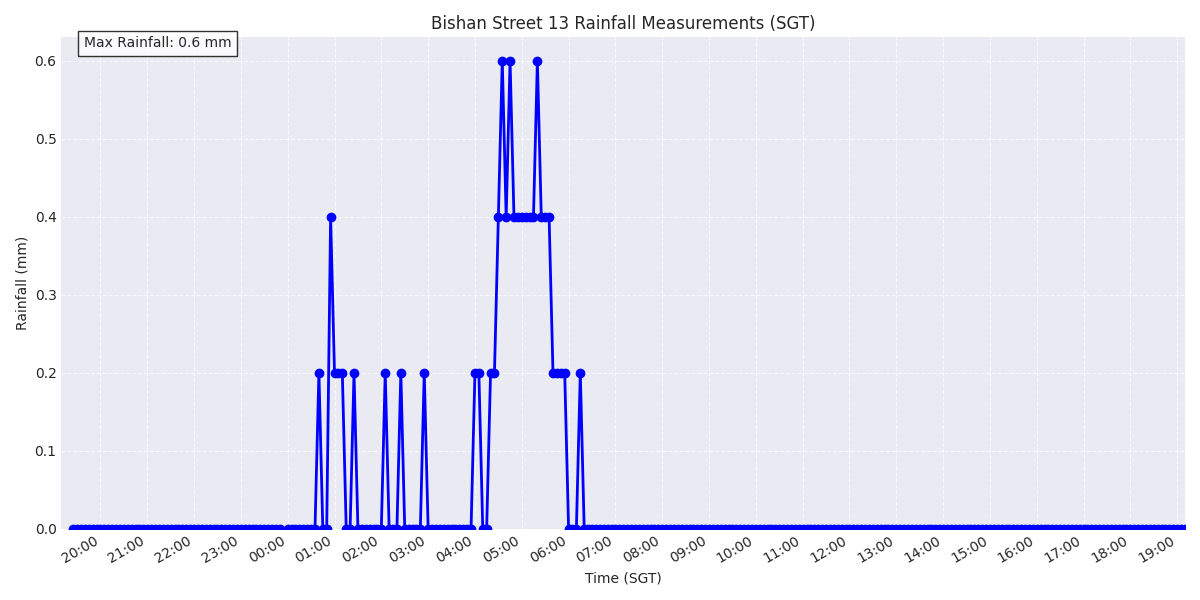 Bishan Street 13 Rainfall Measurements (SGT)
Max Rainfall: 0.6 mm
0.6
0.5
0.4
0.3
0.2
0.1
0.0
Rainfall (mm)
20:00 21:00 22:00 23:00 00:00 01:00 02:00 03:00 04:00 05:00 06:00 07:00 08:00 09:00 10:00 11:00 12:00 13:00 14:00 15:00 16:00 17:00 18:00 19:00
Time (SGT)